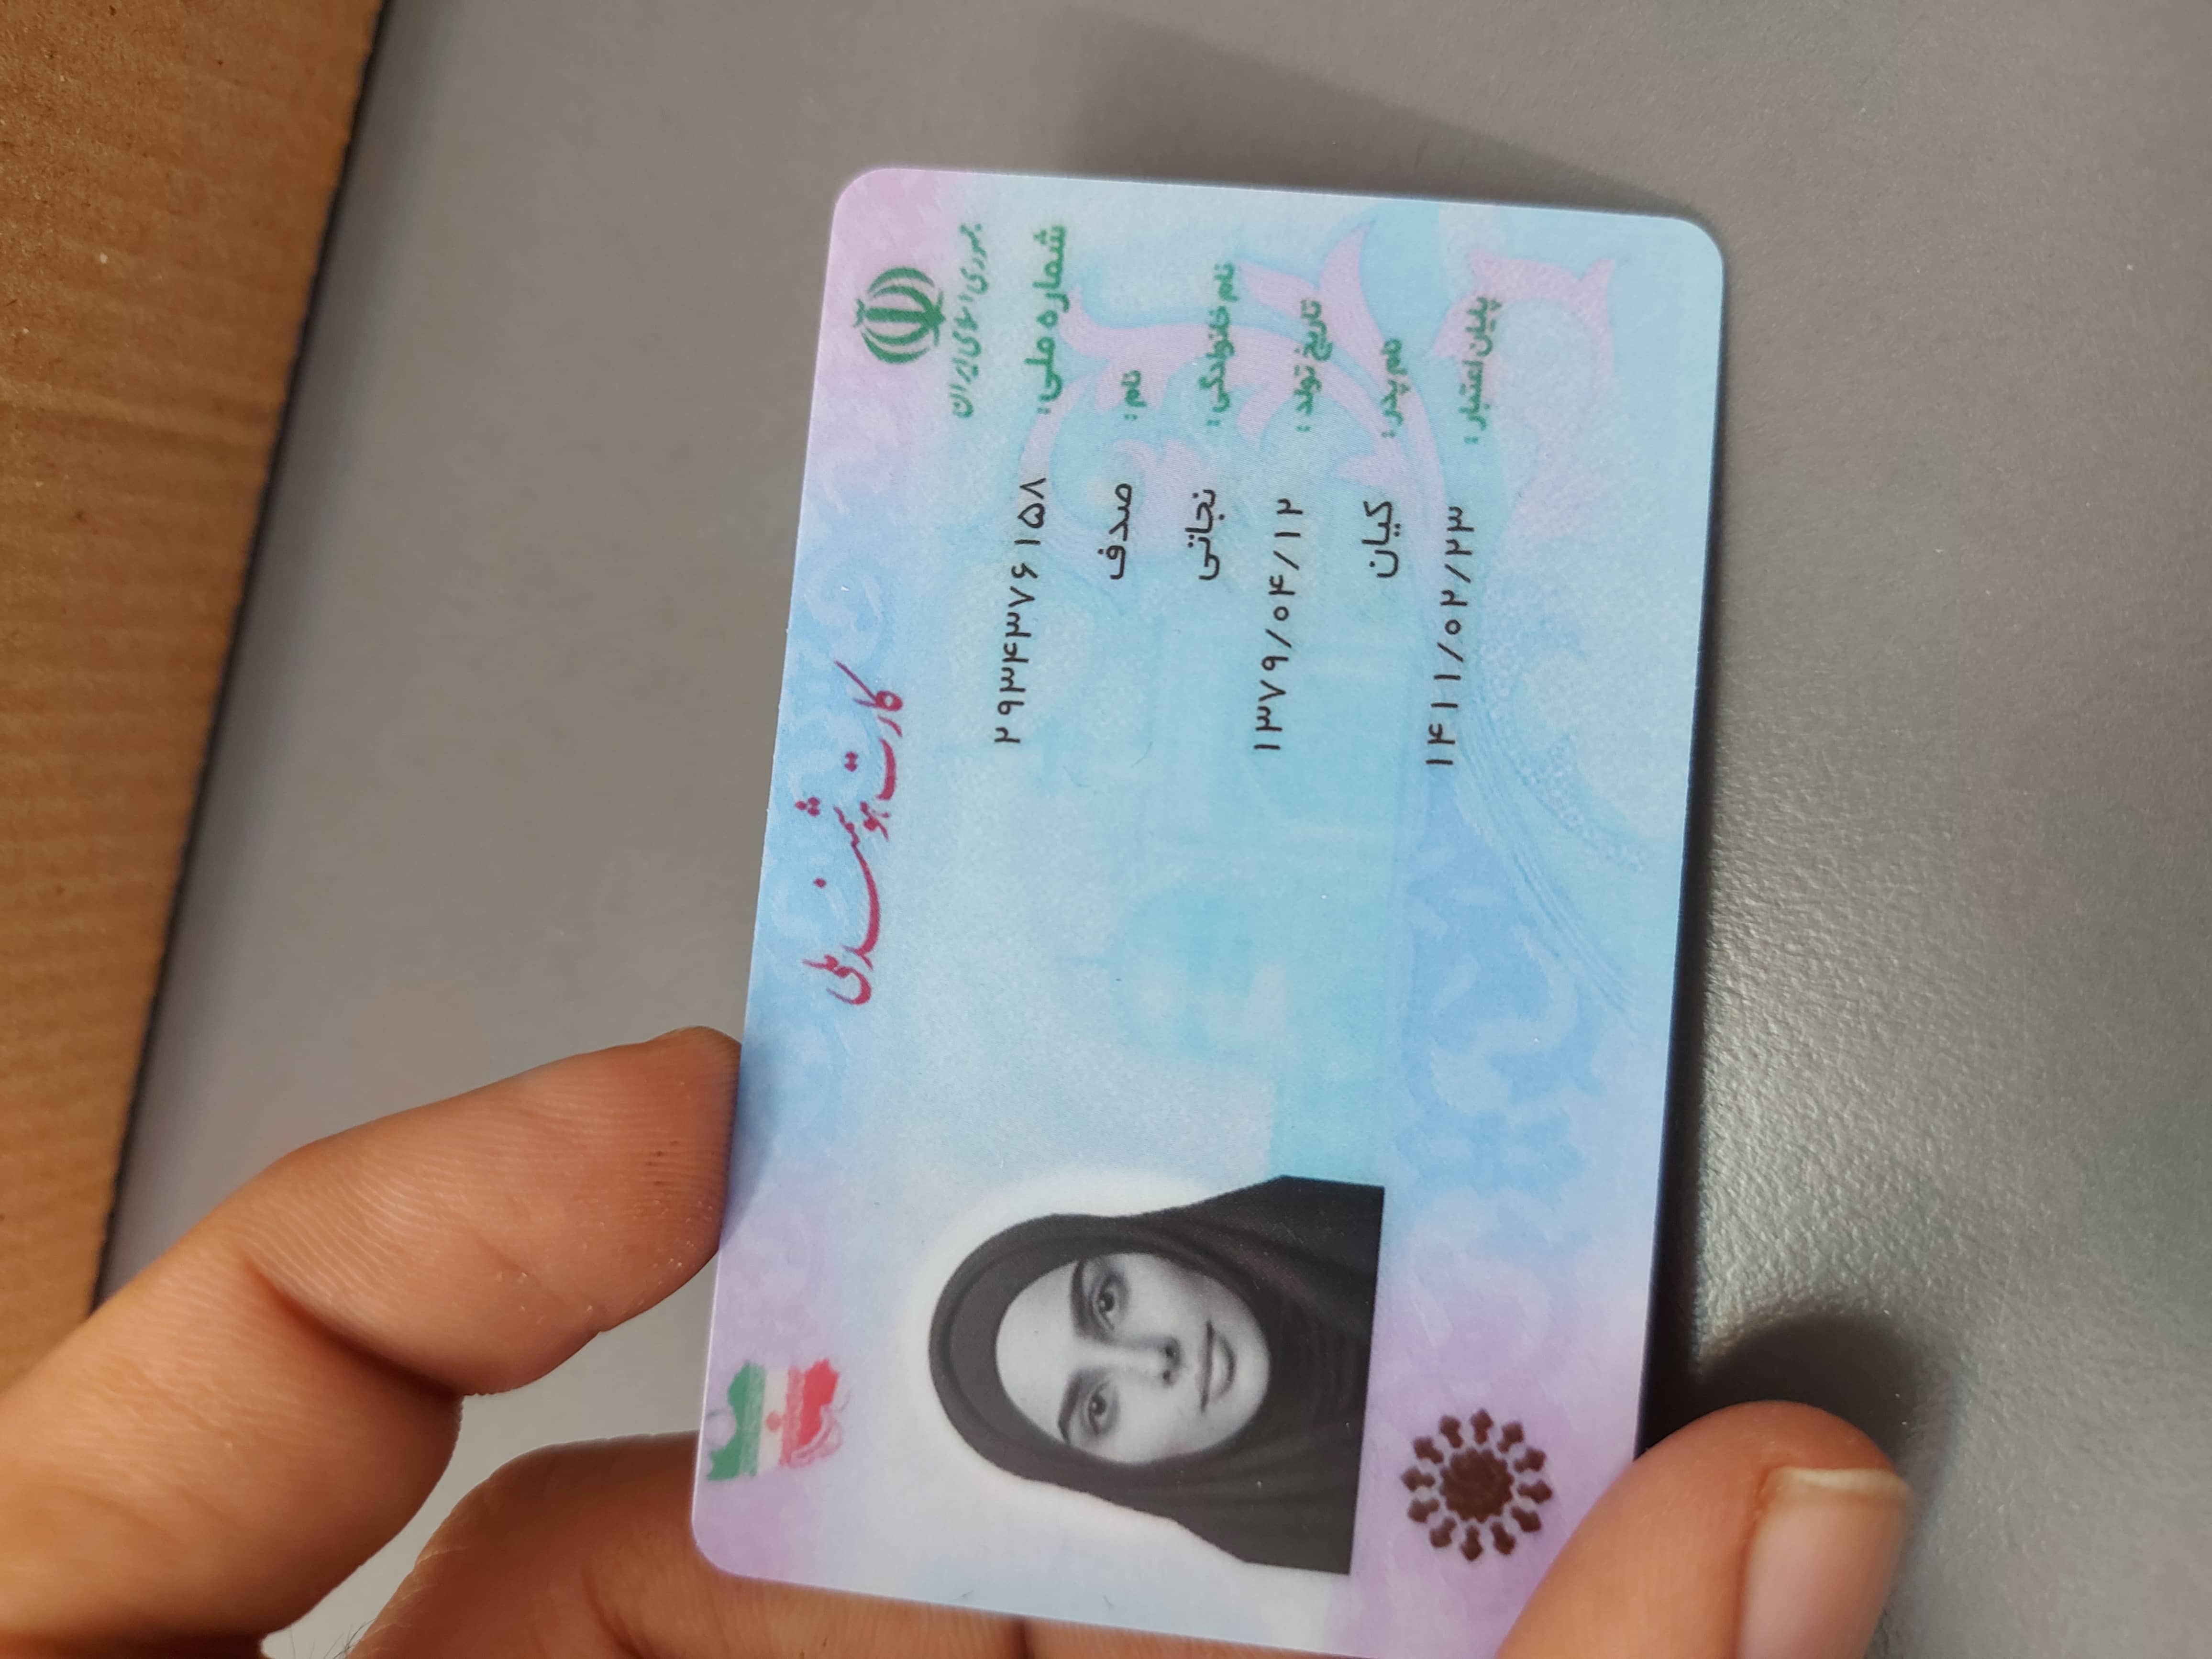 کارت هوشمند ملی
جمهوری اسلامی ایران
شماره ملی: ۲۹۳۴۳۷۶۱۵۸
نام: صدف
نام خانوادگی: نجاتی
تاریخ تولد: ۱۳۷۹/۰۴/۱۲
نام پدر: کیان
پایان اعتبار: ۱۴۱۱/۰۲/۲۳